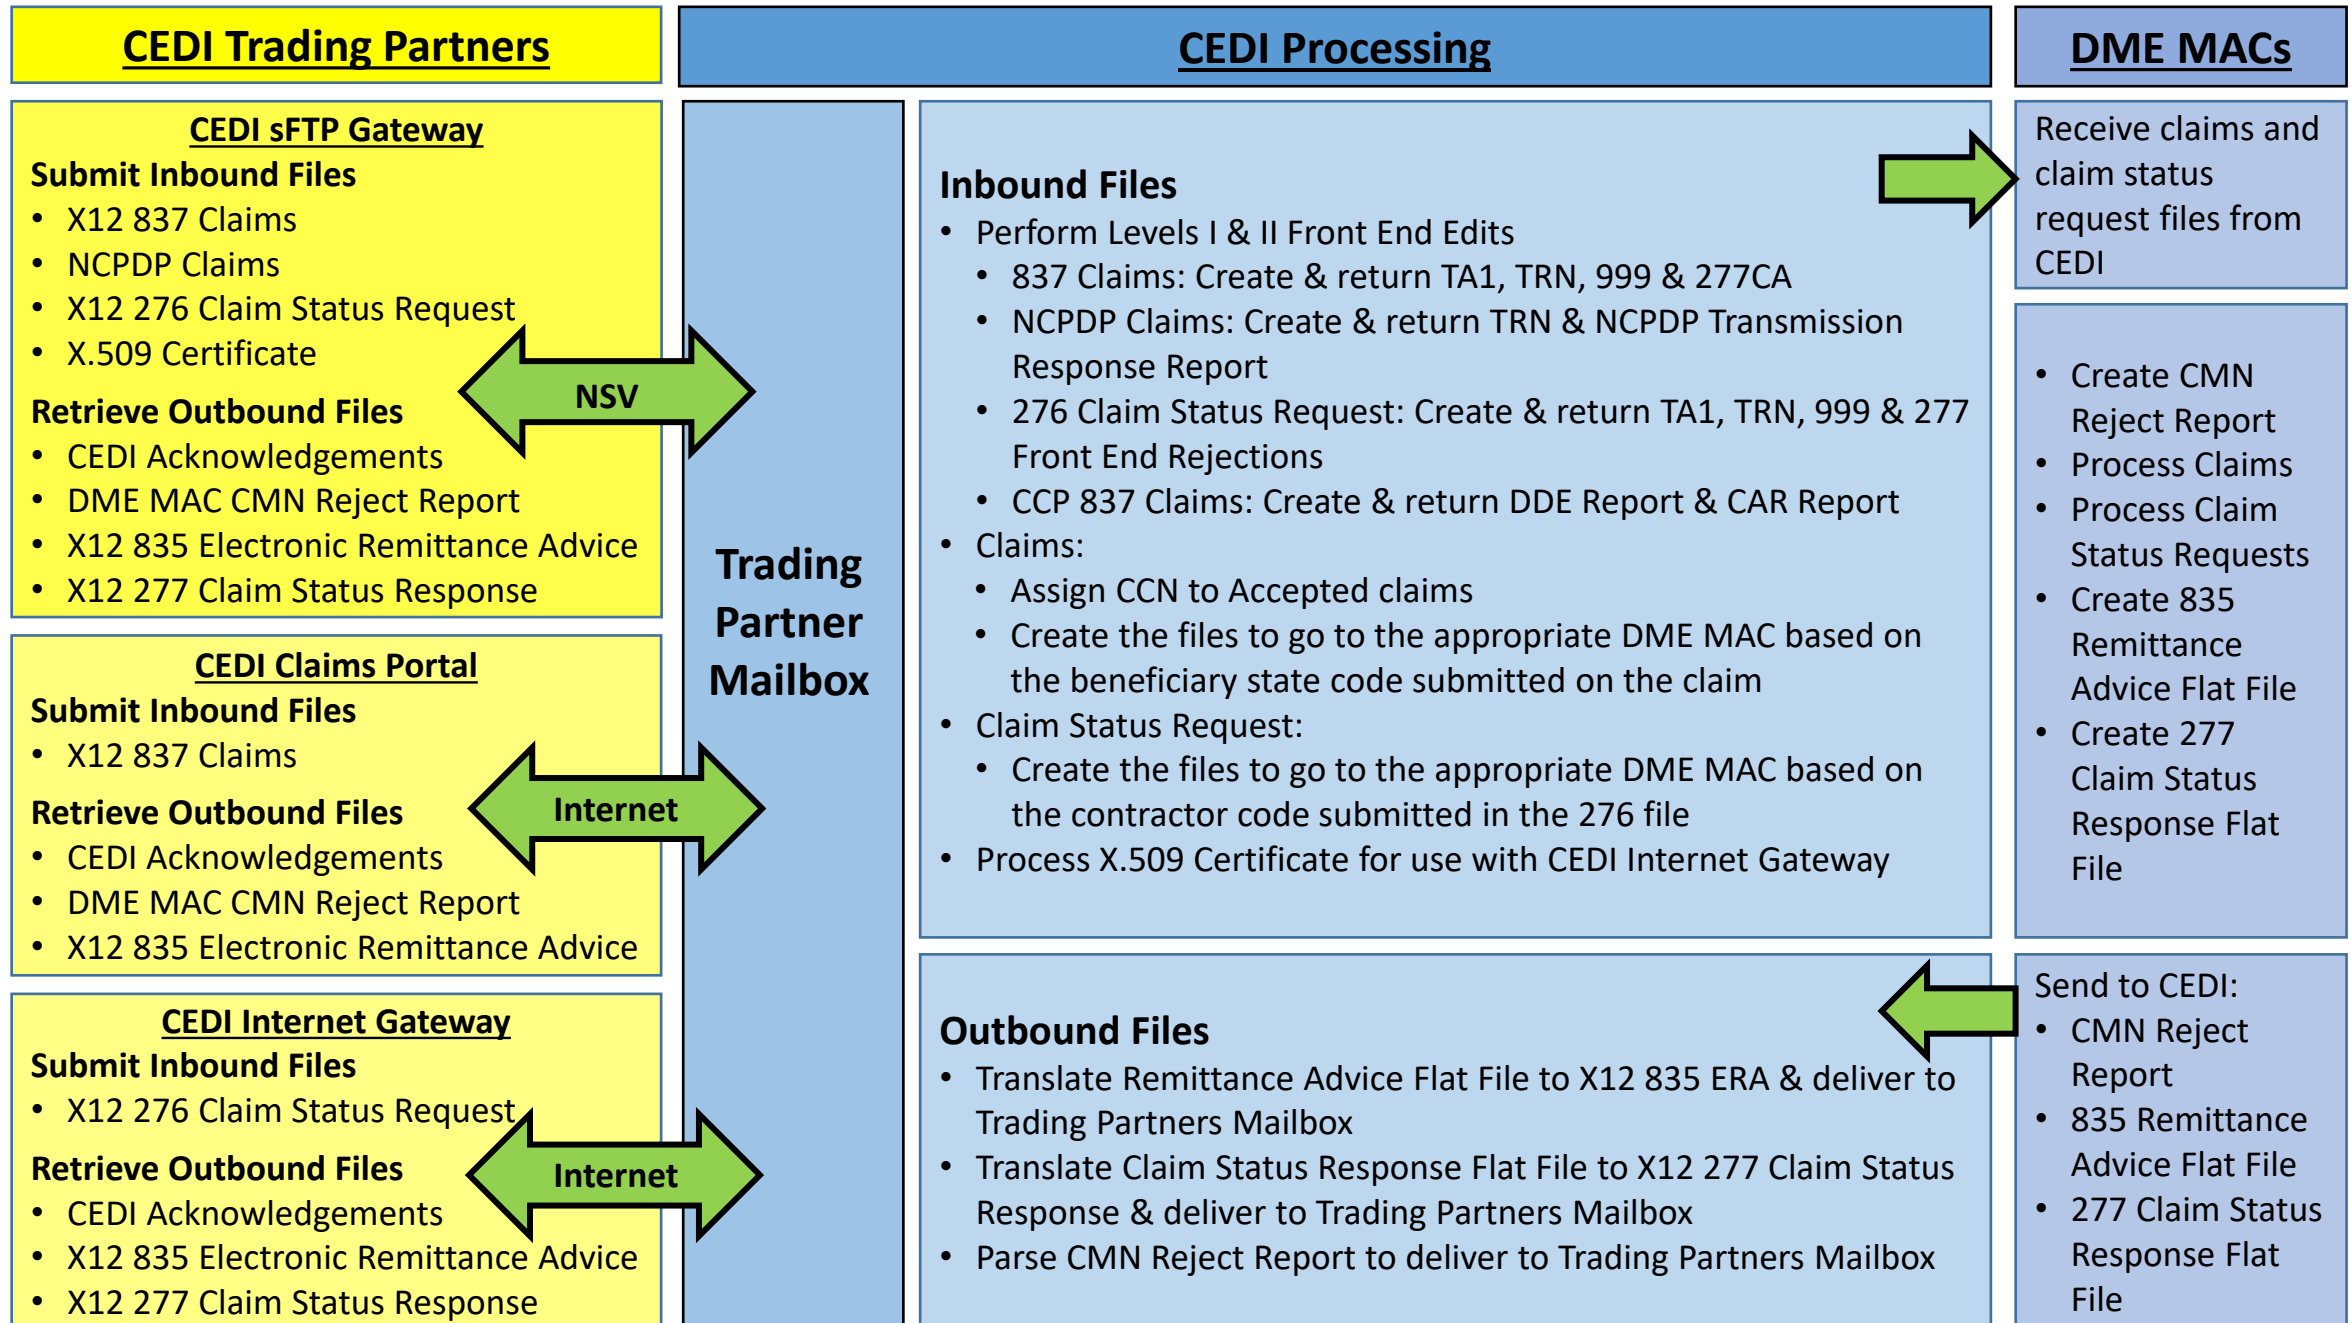 CEDI Trading Partners
CEDI Processing
DME MACs
CEDI sFTP Gateway
Submit Inbound Files
• X12 837 Claims
• NCPDP Claims
• X12 276 Claim Status Request
• X.509 Certificate
Retrieve Outbound Files
• CEDI Acknowledgements
• DME MAC CMN Reject Report
• X12 835 Electronic Remittance Advice
• X12 277 Claim Status Response
NSV
CEDI Claims Portal
Submit Inbound Files
• X12 837 Claims
Retrieve Outbound Files
• CEDI Acknowledgements
• DME MAC CMN Reject Report
• X12 835 Electronic Remittance Advice
Internet
CEDI Internet Gateway
Submit Inbound Files
• X12 276 Claim Status Request
Retrieve Outbound Files
• CEDI Acknowledgements
• X12 835 Electronic Remittance Advice
• X12 277 Claim Status Response
Internet
Trading
Partner
Mailbox
Inbound Files
• Perform Levels I & II Front End Edits
• 837 Claims: Create & return TA1, TRN, 999 & 277CA
• NCPDP Claims: Create & return TRN & NCPDP Transmission
Response Report
• 276 Claim Status Request: Create & return TA1, TRN, 999 & 277
Front End Rejections
• CCP 837 Claims: Create & return DDE Report & CAR Report
• Claims:
• Assign CCN to Accepted claims
• Create the files to go to the appropriate DME MAC based on
the beneficiary state code submitted on the claim
• Claim Status Request:
• Create the files to go to the appropriate DME MAC based on
the contractor code submitted in the 276 file
• Process X.509 Certificate for use with CEDI Internet Gateway
Outbound Files
• Translate Remittance Advice Flat File to X12 835 ERA & deliver to
Trading Partners Mailbox
• Translate Claim Status Response Flat File to X12 277 Claim Status
Response & deliver to Trading Partners Mailbox
• Parse CMN Reject Report to deliver to Trading Partners Mailbox
Receive claims and
claim status
request files from
CEDI
• Create CMN
Reject Report
• Process Claims
• Process Claim
Status Requests
• Create 835
Remittance
Advice Flat File
• Create 277
Claim Status
Response Flat
File
Send to CEDI:
• CMN Reject
Report
• 835 Remittance
Advice Flat File
• 277 Claim Status
Response Flat
File